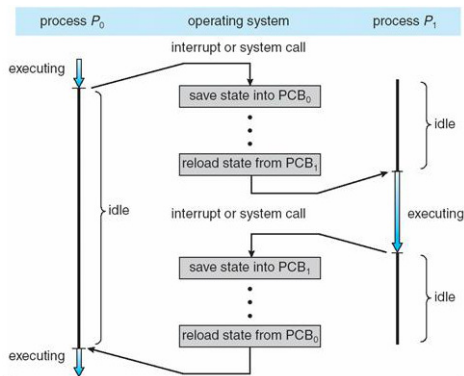 process P₀ operating system process P₁
interrupt or system call
executing
save state into PCB₀
idle
reload state from PCB₁
idle
interrupt or system call
executing
save state into PCB₁
idle
reload state from PCB₀
executing